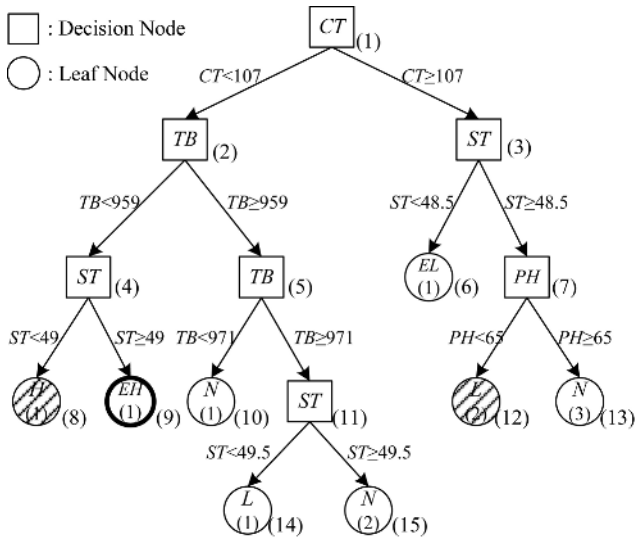 : Decision Node
: Leaf Node
CT
(1)
CT<107
CT≥107
TB
(2)
ST
(3)
TB<959
TB≥959
ST<48.5
ST≥48.5
ST
(4)
TB
(5)
EL
(1)
(6)
PH
(7)
ST<49
ST≥49
TB<971
TB≥971
PH<65
PH≥65
H
(1)
(8)
EH
(1)
(9)
N
(1)
(10)
ST
(11)
L
(2)
(12)
N
(3)
(13)
ST<49.5
ST≥49.5
L
(1)
(14)
N
(2)
(15)